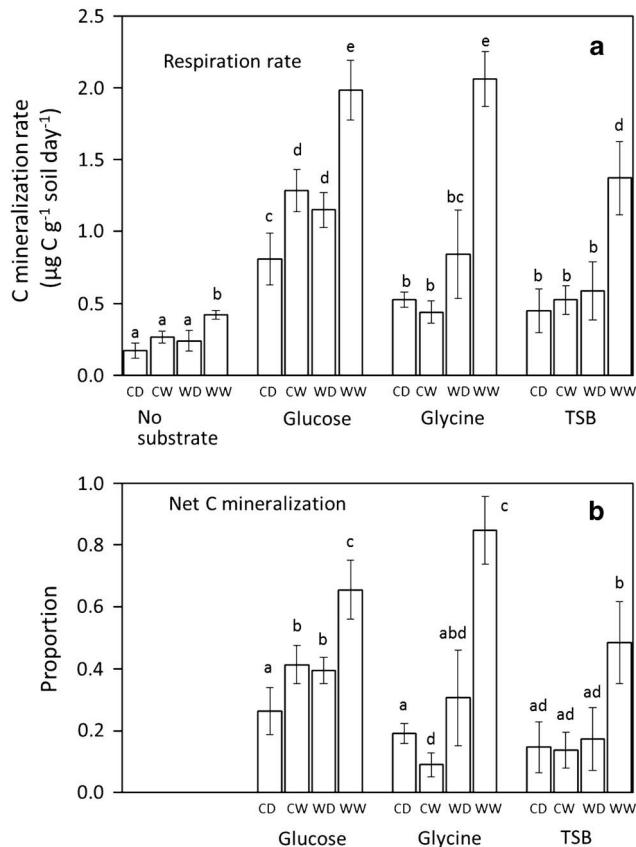 2.5
Respiration rate
a
e
e
2.0
C mineralization rate
(µg C g⁻¹ soil day⁻¹)
d
d
1.5
d
c
bc
1.0
b
b
b
b
b
b
0.5
a
a
a
0.0
CD CW WD WW CD CW WD WW CD CW WD WW CD CW WD WW
No
substrate
Glucose
Glycine
TSB
1.0
Net C mineralization
b
c
0.8
c
Proportion
0.6
b
b
b
abd
0.4
a
a
ad
ad
ad
0.2
d
0.0
CD CW WD WW CD CW WD WW CD CW WD WW
Glucose
Glycine
TSB